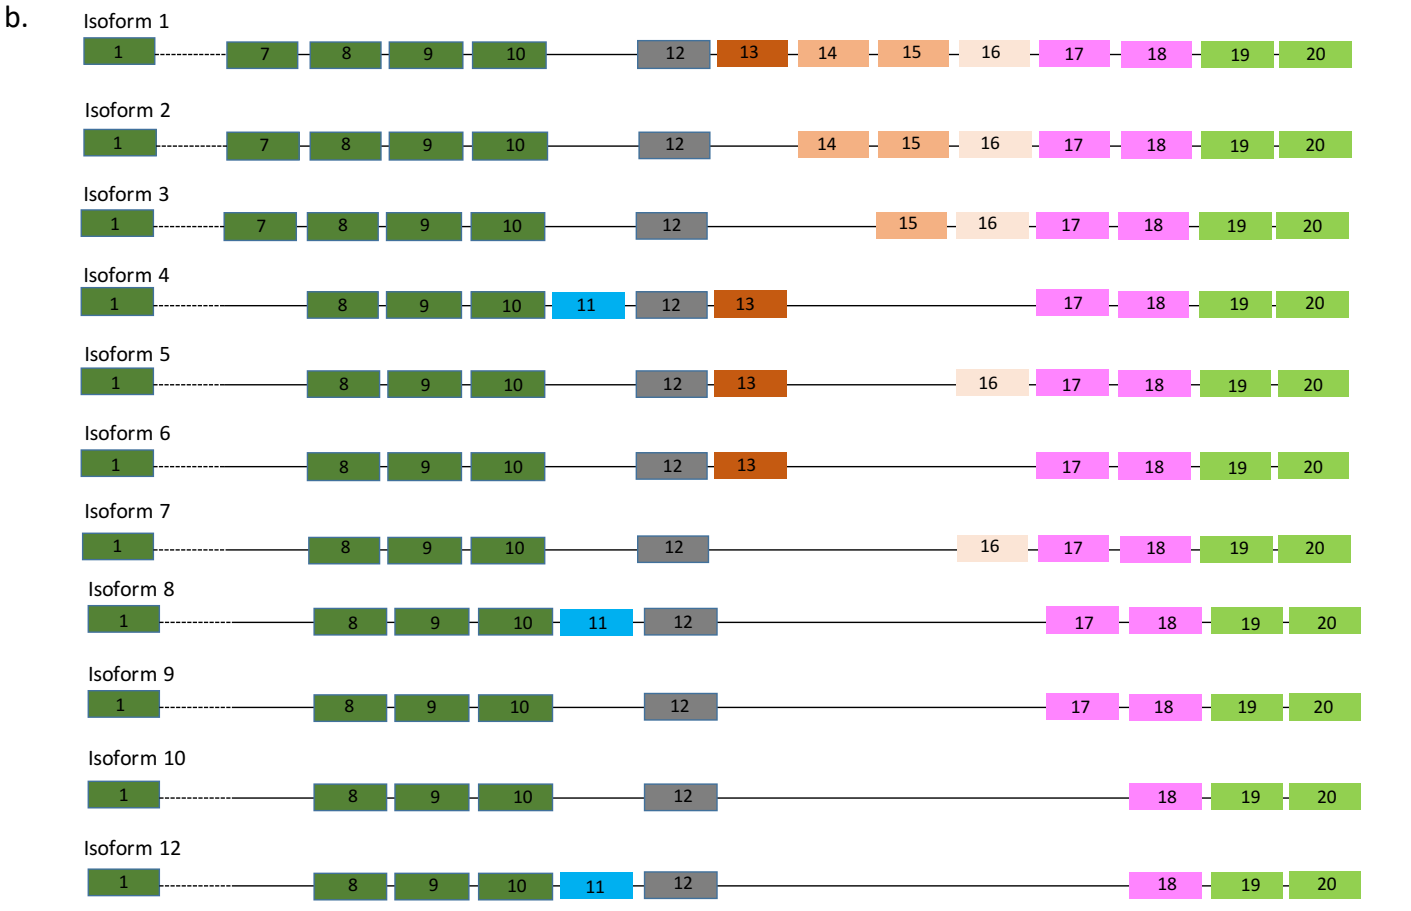 b.
Isoform 1
1 7 8 9 10 12 13 14 15 16 17 18 19 20
Isoform 2
1 7 8 9 10 12 14 15 16 17 18 19 20
Isoform 3
1 7 8 9 10 12 15 16 17 18 19 20
Isoform 4
1 8 9 10 11 12 13 17 18 19 20
Isoform 5
1 8 9 10 12 13 16 17 18 19 20
Isoform 6
1 8 9 10 12 13 17 18 19 20
Isoform 7
1 8 9 10 12 16 17 18 19 20
Isoform 8
1 8 9 10 11 12 17 18 19 20
Isoform 9
1 8 9 10 12 17 18 19 20
Isoform 10
1 8 9 10 12 18 19 20
Isoform 12
1 8 9 10 11 12 18 19 20